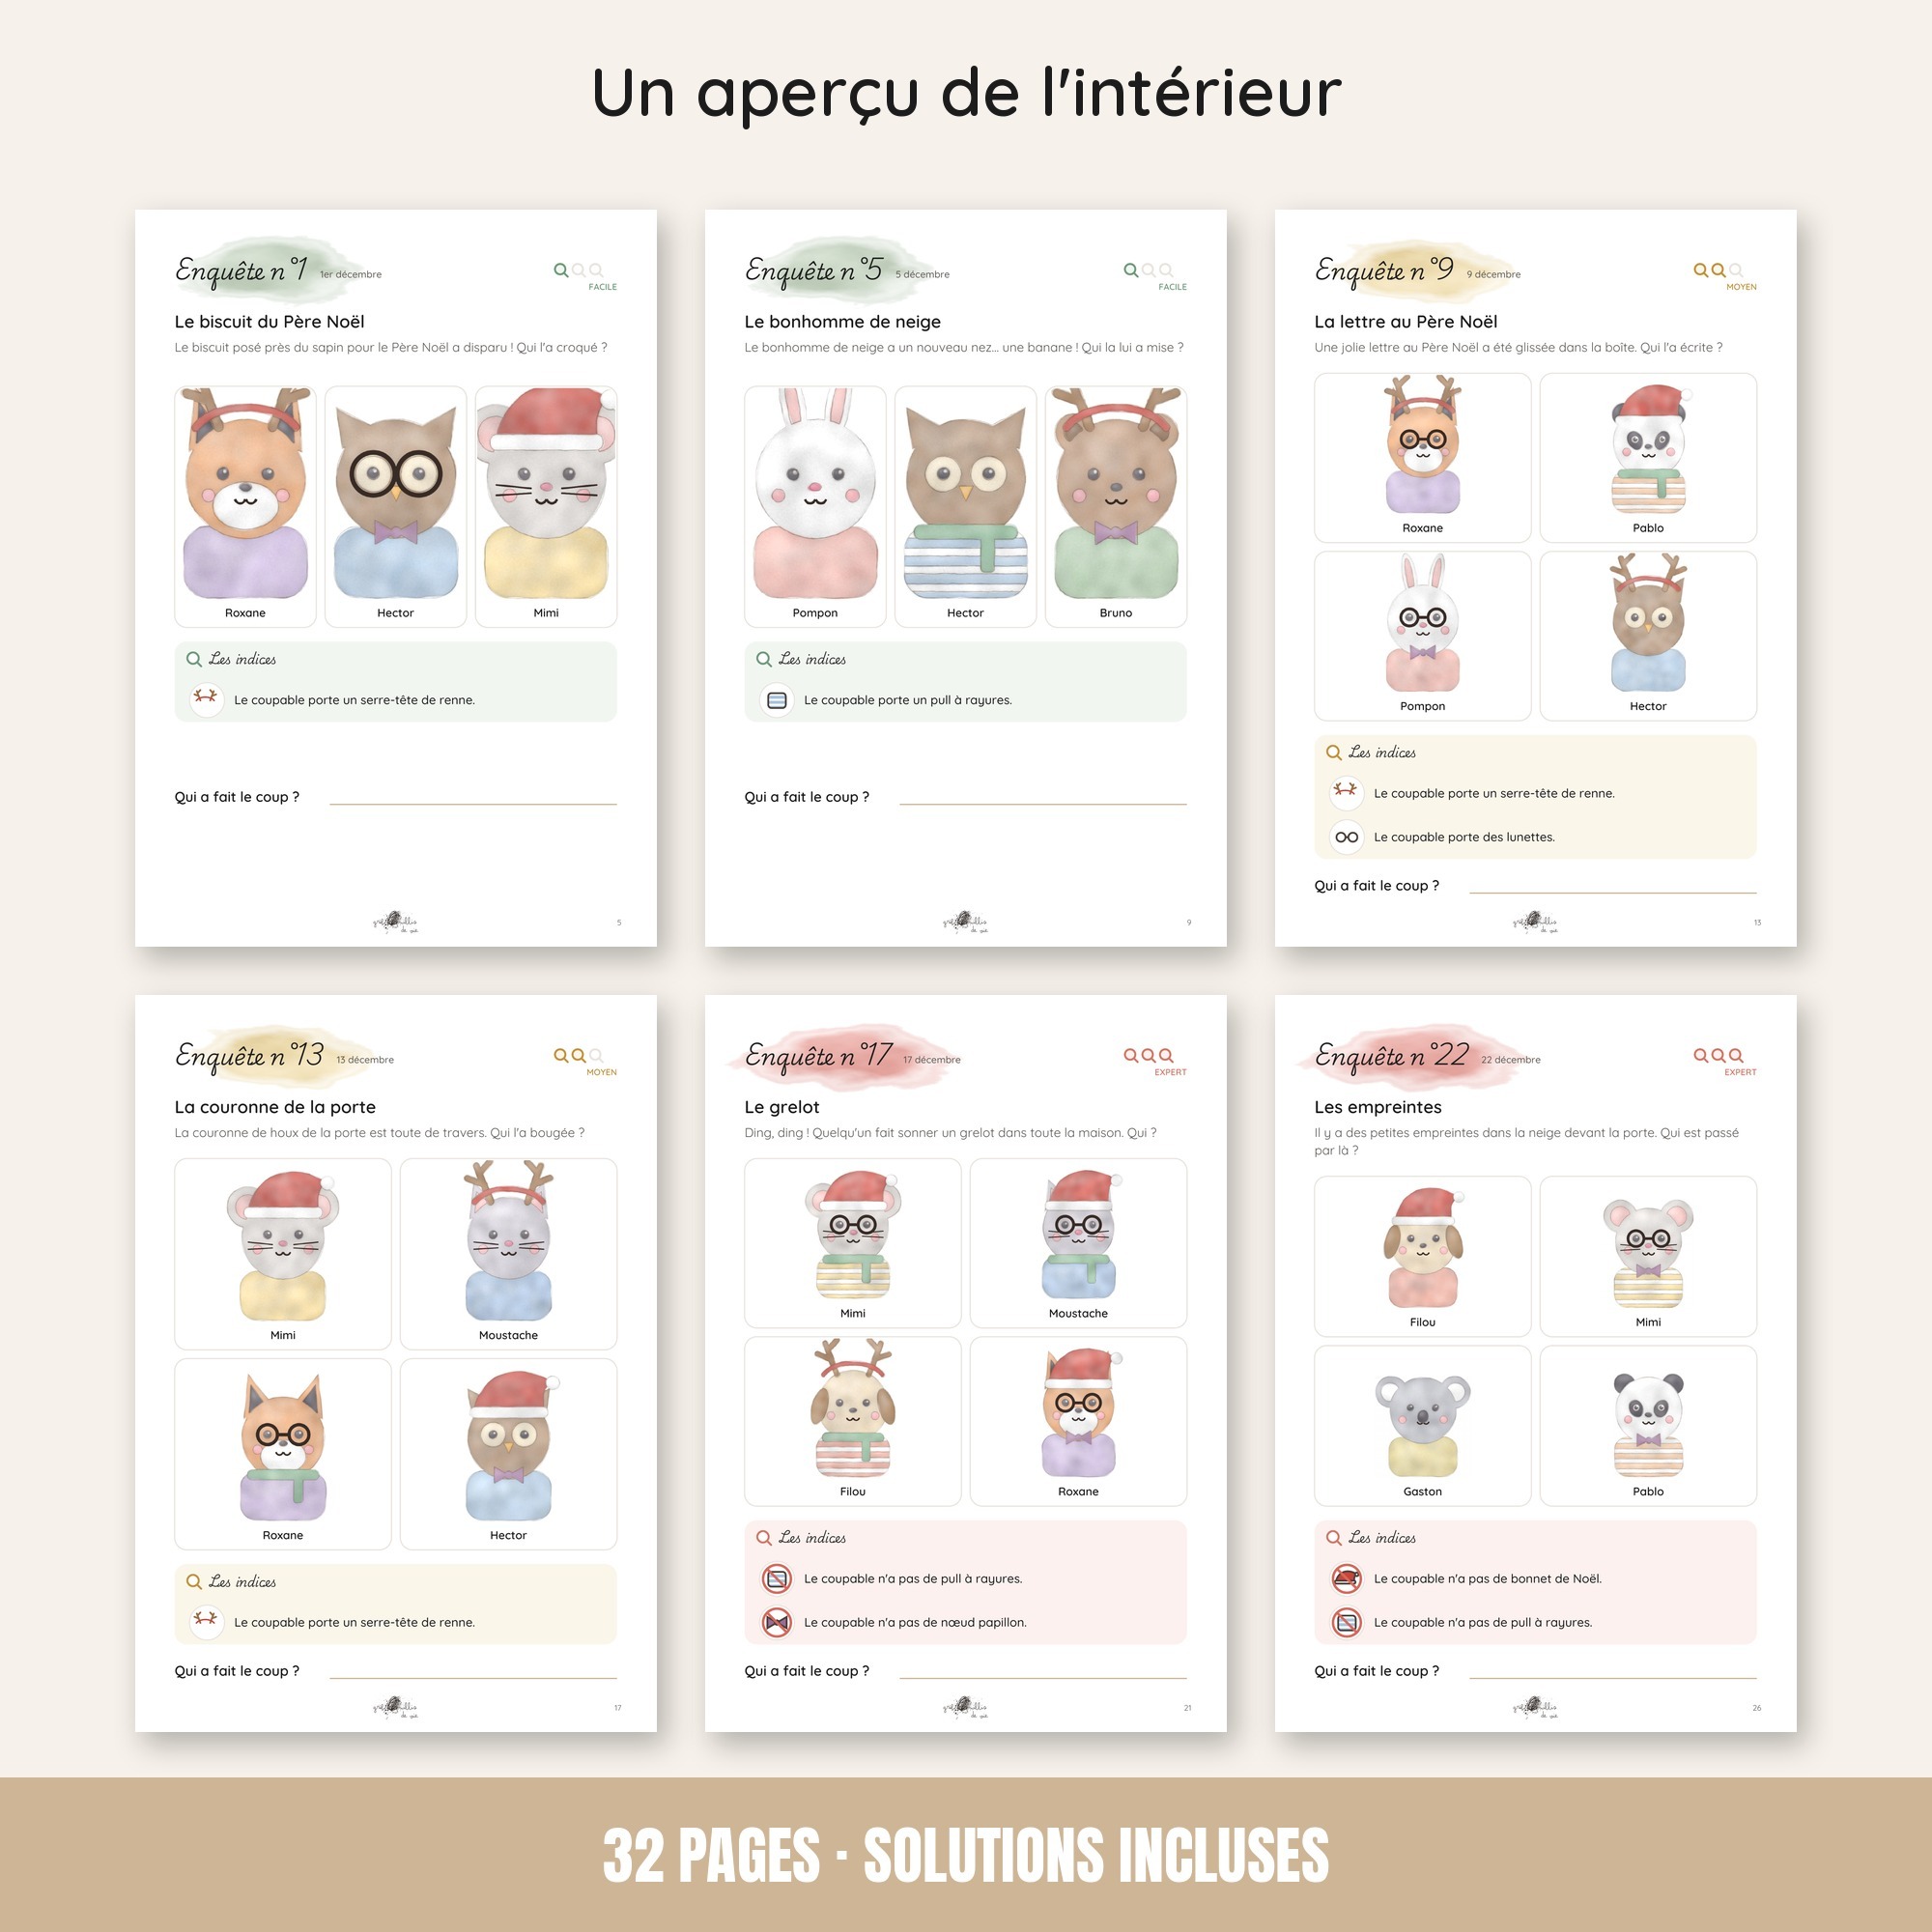 Un aperçu de l'intérieur
Enquête n°1 1er décembre
FACILE
Le biscuit du Père Noël
Le biscuit posé près du sapin pour le Père Noël a disparu ! Qui l'a croqué ?
Roxane
Hector
Mimi
Les indices
Le coupable porte un serre-tête de renne.
Qui a fait le coup ?
5
Enquête n°5 5 décembre
FACILE
Le bonhomme de neige
Le bonhomme de neige a un nouveau nez... une banane ! Qui la lui a mise ?
Pompon
Hector
Bruno
Les indices
Le coupable porte un pull à rayures.
Qui a fait le coup ?
9
Enquête n°9 9 décembre
MOYEN
La lettre au Père Noël
Une jolie lettre au Père Noël a été glissée dans la boîte. Qui l'a écrite ?
Roxane
Pablo
Pompon
Hector
Les indices
Le coupable porte un serre-tête de renne.
Le coupable porte des lunettes.
Qui a fait le coup ?
13
Enquête n°13 13 décembre
MOYEN
La couronne de la porte
La couronne de houx de la porte est toute de travers. Qui l'a bougée ?
Mimi
Moustache
Roxane
Hector
Les indices
Le coupable porte un serre-tête de renne.
Qui a fait le coup ?
17
Enquête n°17 17 décembre
EXPERT
Le grelot
Ding, ding ! Quelqu'un fait sonner un grelot dans toute la maison. Qui ?
Mimi
Moustache
Filou
Roxane
Les indices
Le coupable n'a pas de pull à rayures.
Le coupable n'a pas de nœud papillon.
Qui a fait le coup ?
21
Enquête n°22 22 décembre
EXPERT
Les empreintes
Il y a des petites empreintes dans la neige devant la porte. Qui est passé
par là ?
Filou
Mimi
Gaston
Pablo
Les indices
Le coupable n'a pas de bonnet de Noël.
Le coupable n'a pas de pull à rayures.
Qui a fait le coup ?
26
32 PAGES · SOLUTIONS INCLUSES